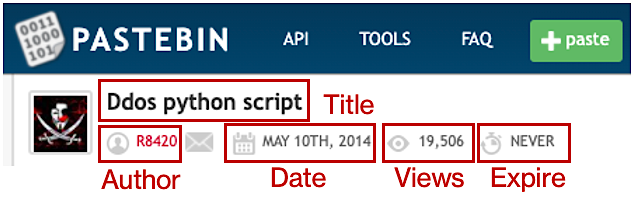 0011
1000
101
PASTEBIN API TOOLS FAQ + paste
Ddos python script Title
R8420 MAY 10TH, 2014 19,506 NEVER
Author Date Views Expire